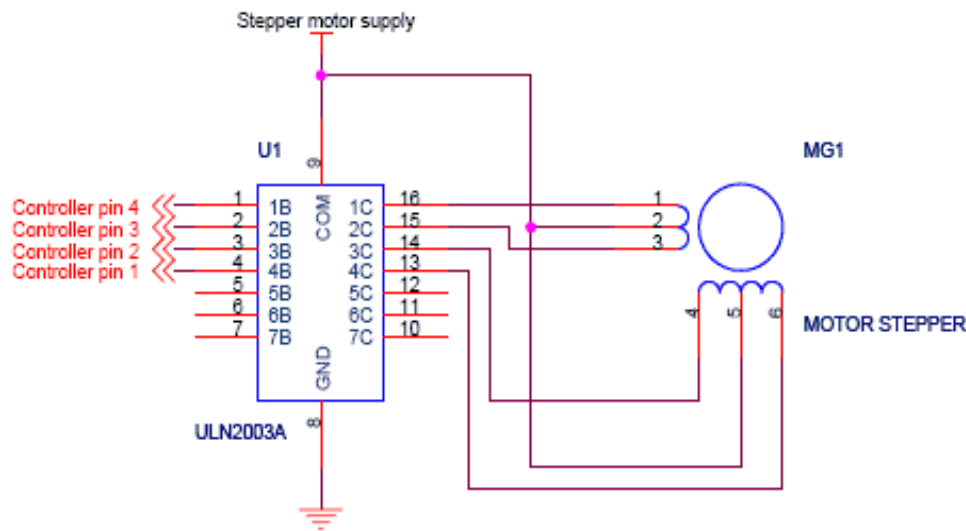 Stepper motor supply
U1
MG1
9
COM
Controller pin 4
1
1B
1C
16
1
Controller pin 3
2
2B
2C
15
2
Controller pin 2
3
3B
3C
14
3
Controller pin 1
4
4B
4C
13
5
5B
5C
12
6
6B
6C
11
7
7B
7C
10
4
5
6
MOTOR STEPPER
GND
8
ULN2003A